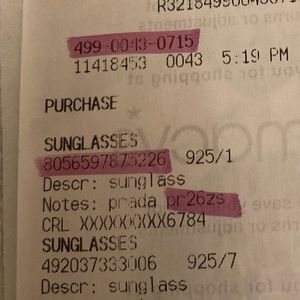 499-0043-0715
11418453 0043 5:19 PM
PURCHASE
SUNGLASSES
8056597875226 925/1
Descr: sunglass
Notes: prada pr26zs
CRL XXXXXXXXX6784
SUNGLASSES
492037333006 925/7
Descr: sunglass